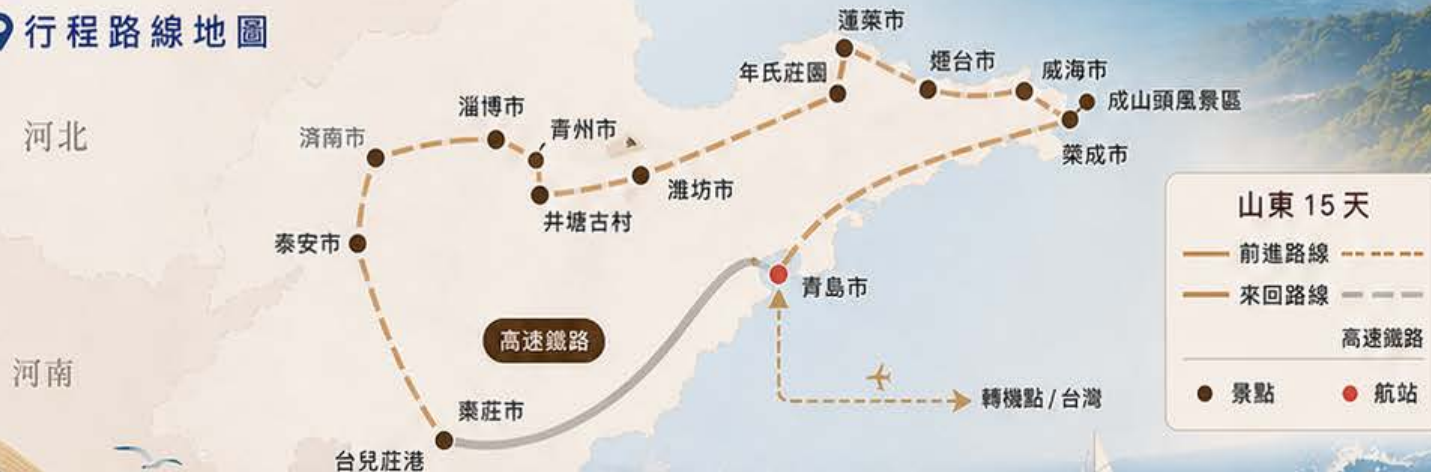 行程路線地圖
蓬萊市
年氏莊園
煙台市
威海市
成山頭風景區
榮成市
河北
濟南市
淄博市
青州市
濰坊市
井塘古村
泰安市
青島市
高速鐵路
河南
棗莊市
台兒莊港
轉機點 / 台灣
山東 15 天
前進路線
來回路線
高速鐵路
景點
航站